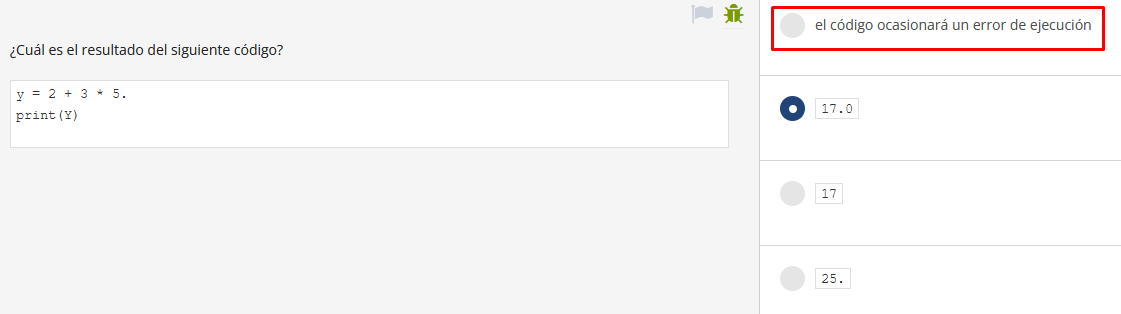 ¿Cuál es el resultado del siguiente código?
y = 2 + 3 * 5.
print(Y)
el código ocasionará un error de ejecución
17.0
17
25.